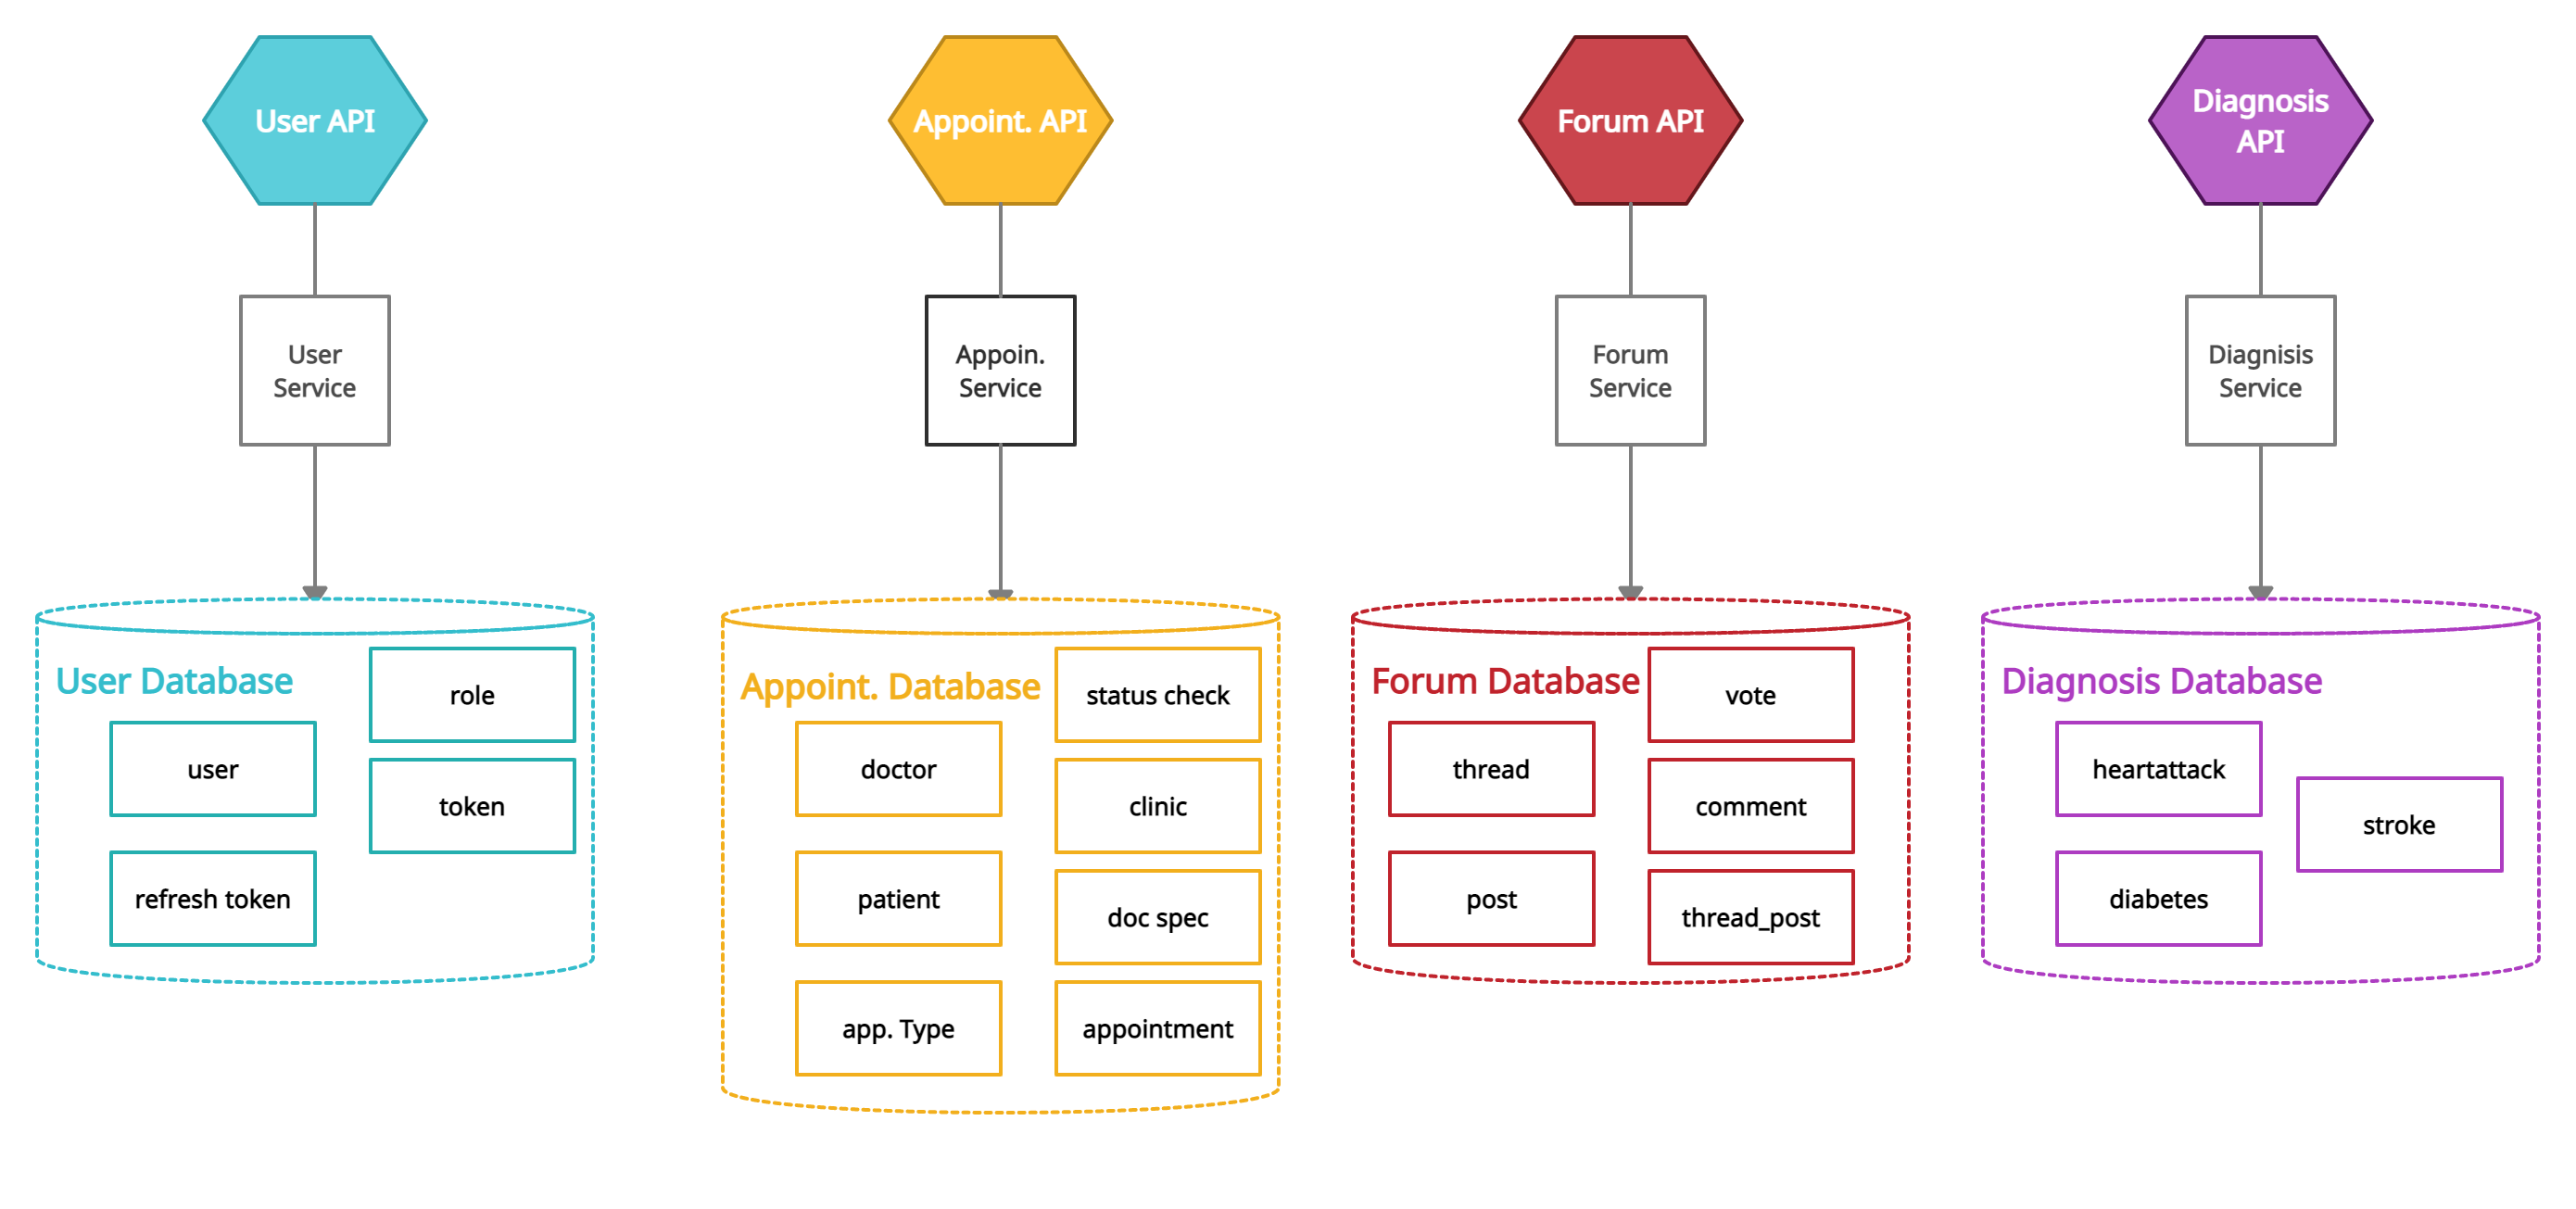 User API
Appoint. API
Forum API
Diagnosis
API
User
Service
Appoin.
Service
Forum
Service
Diagnisis
Service
User Database
role
user
token
refresh token
Appoint. Database
status check
doctor
clinic
patient
doc spec
app. Type
appointment
Forum Database
vote
thread
comment
post
thread_post
Diagnosis Database
heartattack
stroke
diabetes